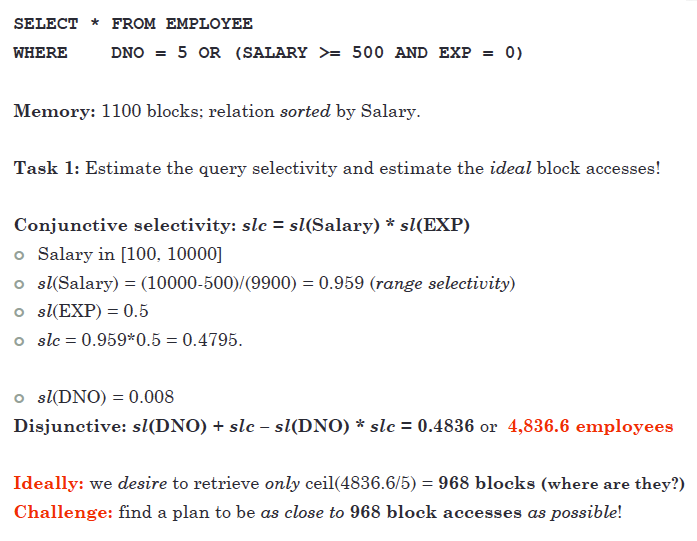 SELECT * FROM EMPLOYEE
WHERE DNO = 5 OR (SALARY >= 500 AND EXP = 0)
Memory: 1100 blocks; relation sorted by Salary.
Task 1: Estimate the query selectivity and estimate the ideal block accesses!
Conjunctive selectivity: slc = sl(Salary) * sl(EXP)
o Salary in [100, 10000]
o sl(Salary) = (10000-500)/(9900) = 0.959 (range selectivity)
o sl(EXP) = 0.5
o slc = 0.959*0.5 = 0.4795.
o sl(DNO) = 0.008
Disjunctive: sl(DNO) + slc – sl(DNO) * slc = 0.4836 or 4,836.6 employees
Ideally: we desire to retrieve only ceil(4836.6/5) = 968 blocks (where are they?)
Challenge: find a plan to be as close to 968 block accesses as possible!